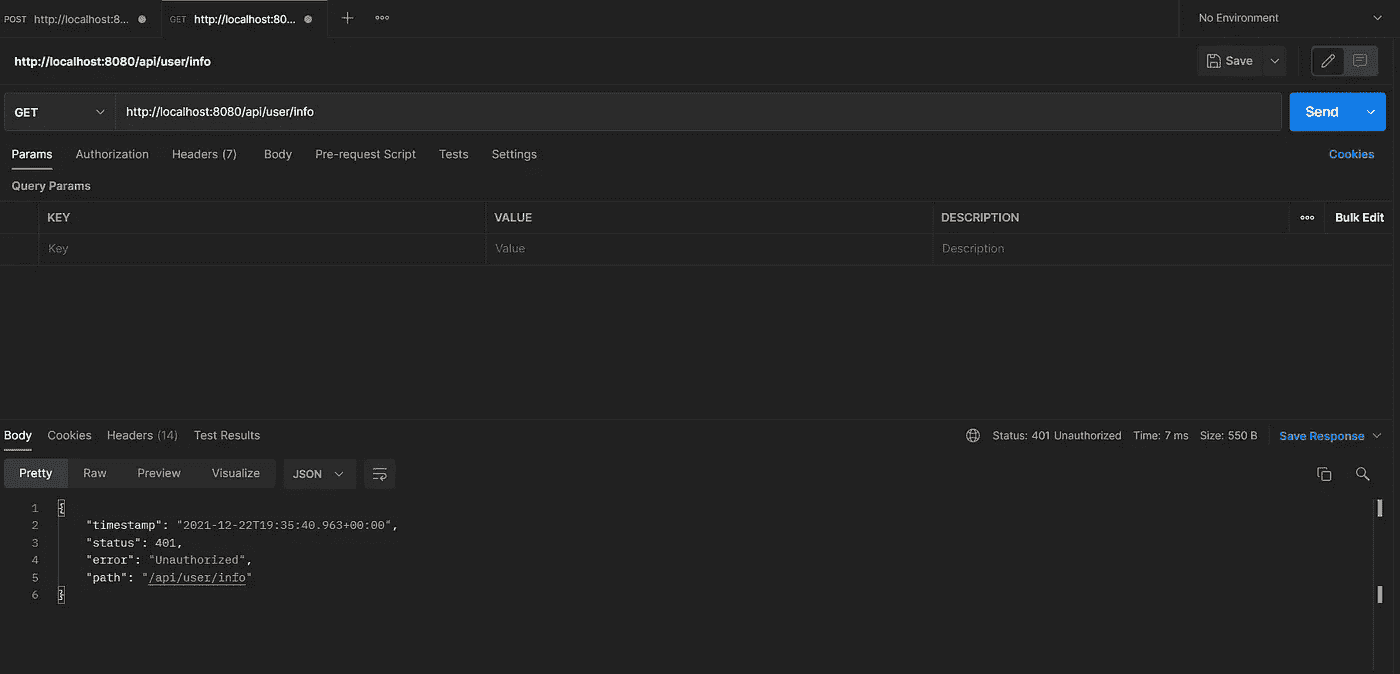 POST http://localhost:8... GET http://localhost:80... No Environment
http://localhost:8080/api/user/info Save
GET http://localhost:8080/api/user/info Send
Params Authorization Headers (7) Body Pre-request Script Tests Settings Cookies
Query Params
KEY VALUE DESCRIPTION Bulk Edit
Key Value Description
Body Cookies Headers (14) Test Results Status: 401 Unauthorized Time: 7 ms Size: 550 B Save Response
Pretty Raw Preview Visualize JSON
1 {
2 "timestamp": "2021-12-22T19:35:40.963+00:00",
3 "status": 401,
4 "error": "Unauthorized",
5 "path": "/api/user/info"
6 }